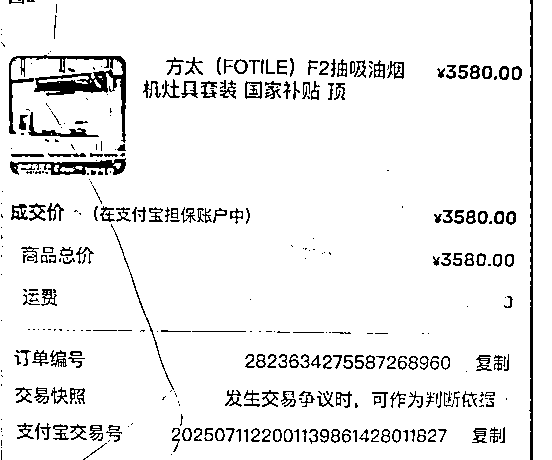 方太（FOTILE）F2抽吸油烟 ¥3580.00
机灶具套装 国家补贴 顶
成交价 （在支付宝担保账户中） ¥3580.00
商品总价 ¥3580.00
运费
订单编号 2823634275587268960 复制
交易快照 发生交易争议时，可作为判断依据
支付宝交易号 2025071122001139861428011827 复制